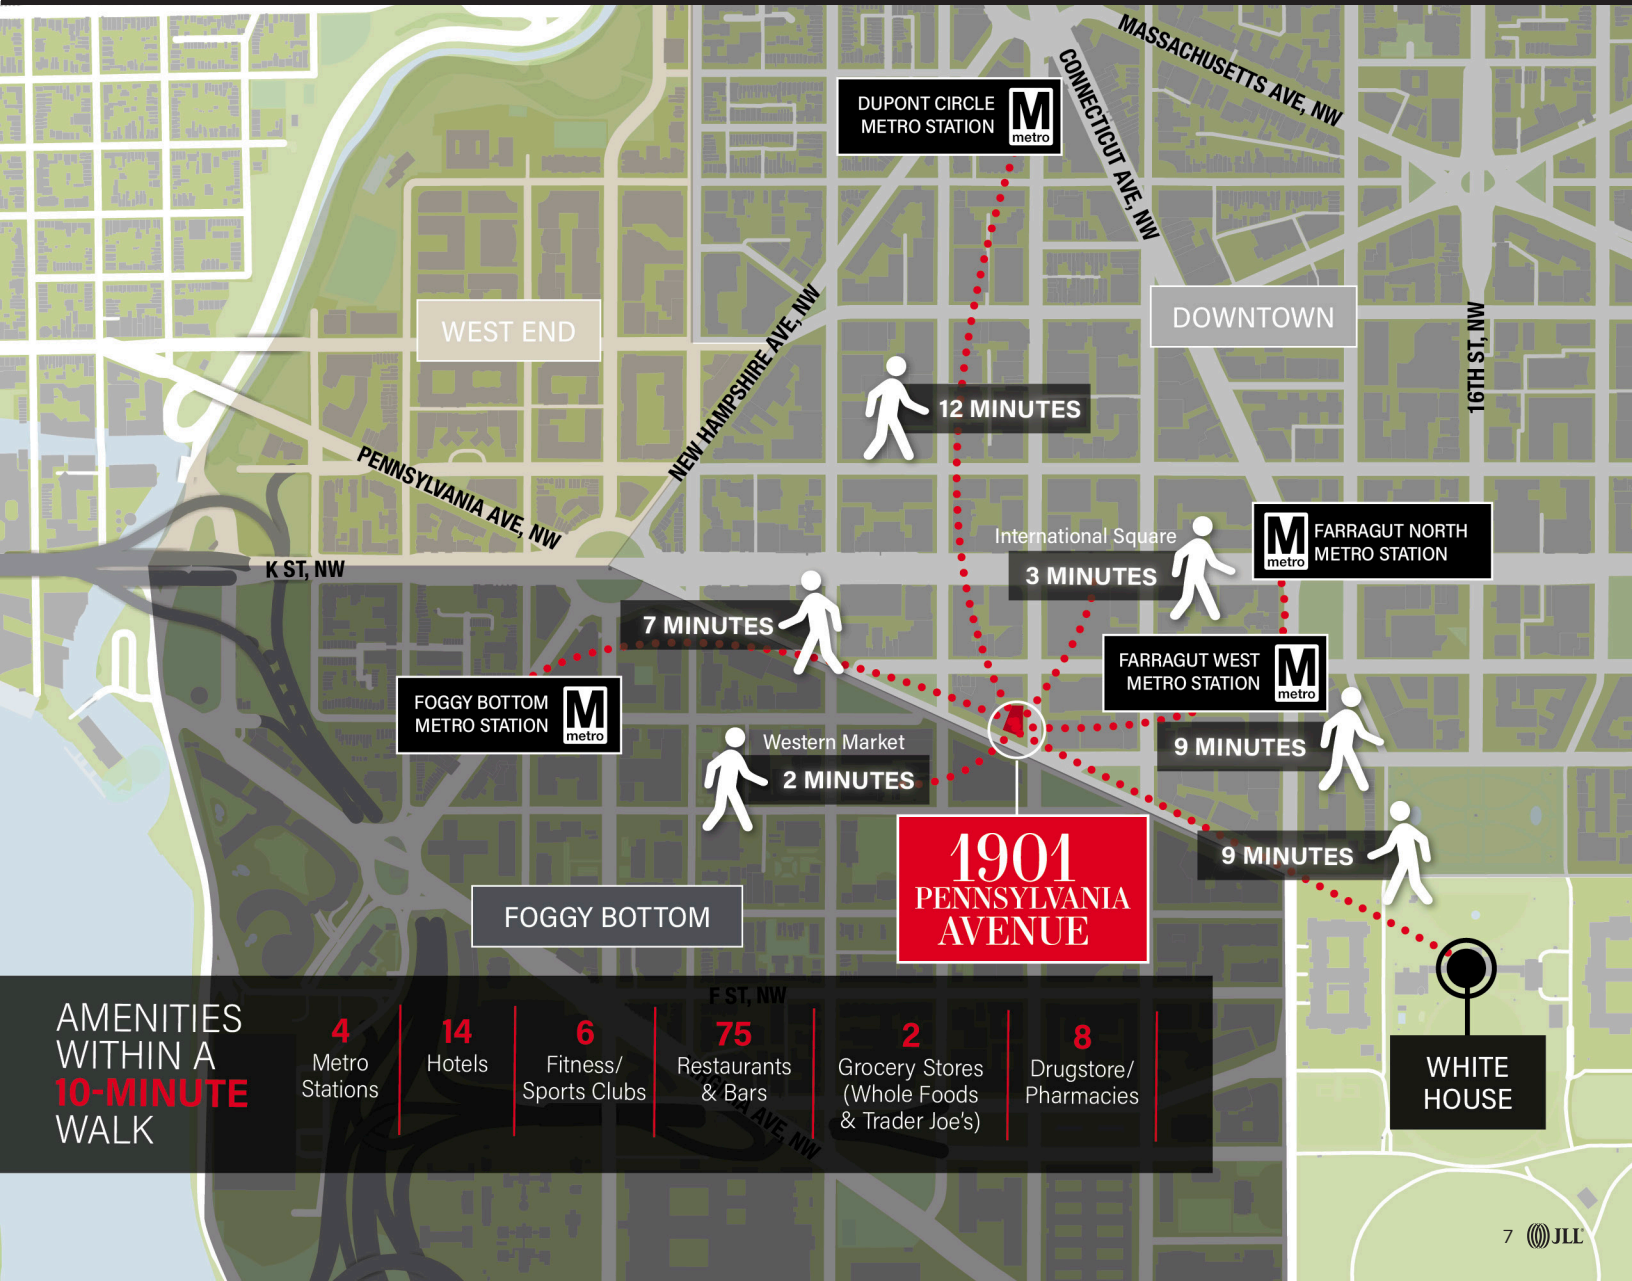 MASSACHUSETTS AVE, NW
CONNECTICUT AVE, NW
DUPONT CIRCLE
METRO STATION
M
metro
WEST END
DOWNTOWN
NEW HAMPSHIRE AVE, NW
16TH ST, NW
12 MINUTES
PENNSYLVANIA AVE, NW
International Square
3 MINUTES
M
metro
FARRAGUT NORTH
METRO STATION
K ST, NW
7 MINUTES
FARRAGUT WEST
METRO STATION
M
metro
FOGGY BOTTOM
METRO STATION
M
metro
Western Market
2 MINUTES
9 MINUTES
9 MINUTES
1901
PENNSYLVANIA
AVENUE
FOGGY BOTTOM
F ST, NW
AMENITIES
WITHIN A
10-MINUTE
WALK
4
Metro
Stations
14
Hotels
6
Fitness/
Sports Clubs
75
Restaurants
& Bars
2
Grocery Stores
(Whole Foods
& Trader Joe's)
8
Drugstore/
Pharmacies
AVE, NW
WHITE
HOUSE
7
JLL